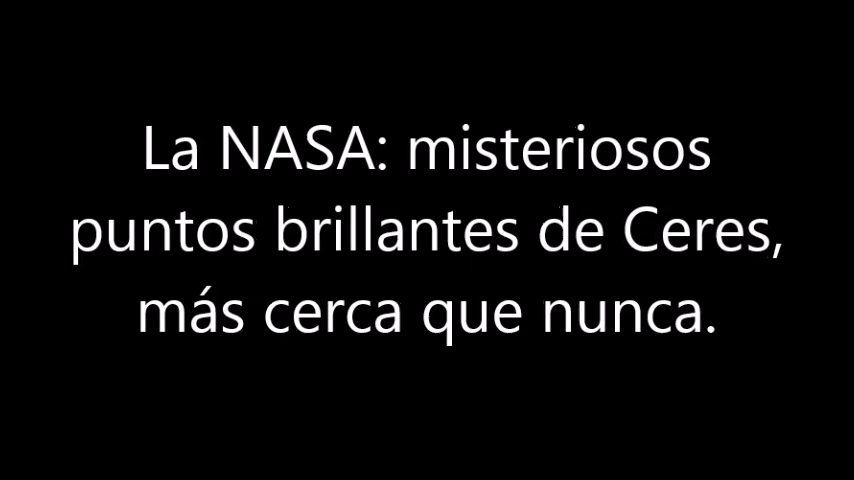 La NASA: misteriosos
puntos brillantes de Ceres,
más cerca que nunca.